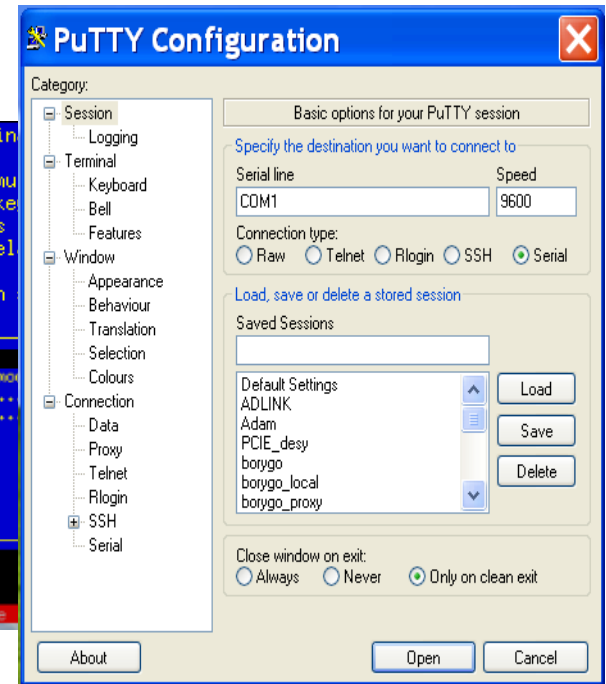 PuTTY Configuration
Category:
Session
Logging
Terminal
Keyboard
Bell
Features
Window
Appearance
Behaviour
Translation
Selection
Colours
Connection
Data
Proxy
Telnet
Rlogin
SSH
Serial
Basic options for your PuTTY session
Specify the destination you want to connect to
Serial line Speed
COM1 9600
Connection type:
Raw Telnet Rlogin SSH Serial
Load, save or delete a stored session
Saved Sessions
Default Settings
ADLINK
Adam
PCIE_desy
borygo
borygo_local
borygo_proxy
Load
Save
Delete
Close window on exit:
Always Never Only on clean exit
About Open Cancel